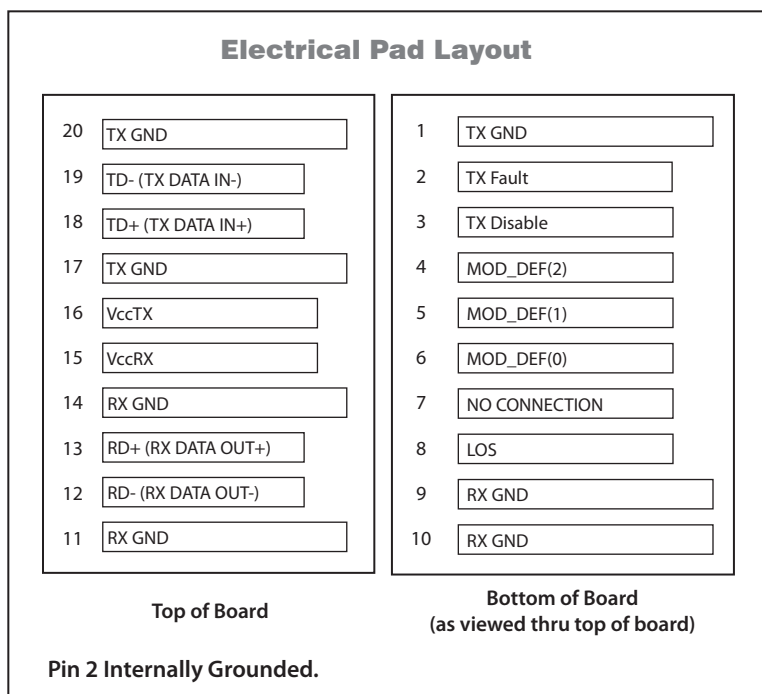 Electrical Pad Layout
20 TX GND
19 TD- (TX DATA IN-)
18 TD+ (TX DATA IN+)
17 TX GND
16 VccTX
15 VccRX
14 RX GND
13 RD+ (RX DATA OUT+)
12 RD- (RX DATA OUT-)
11 RX GND
Top of Board
1 TX GND
2 TX Fault
3 TX Disable
4 MOD_DEF(2)
5 MOD_DEF(1)
6 MOD_DEF(0)
7 NO CONNECTION
8 LOS
9 RX GND
10 RX GND
Bottom of Board
(as viewed thru top of board)
Pin 2 Internally Grounded.